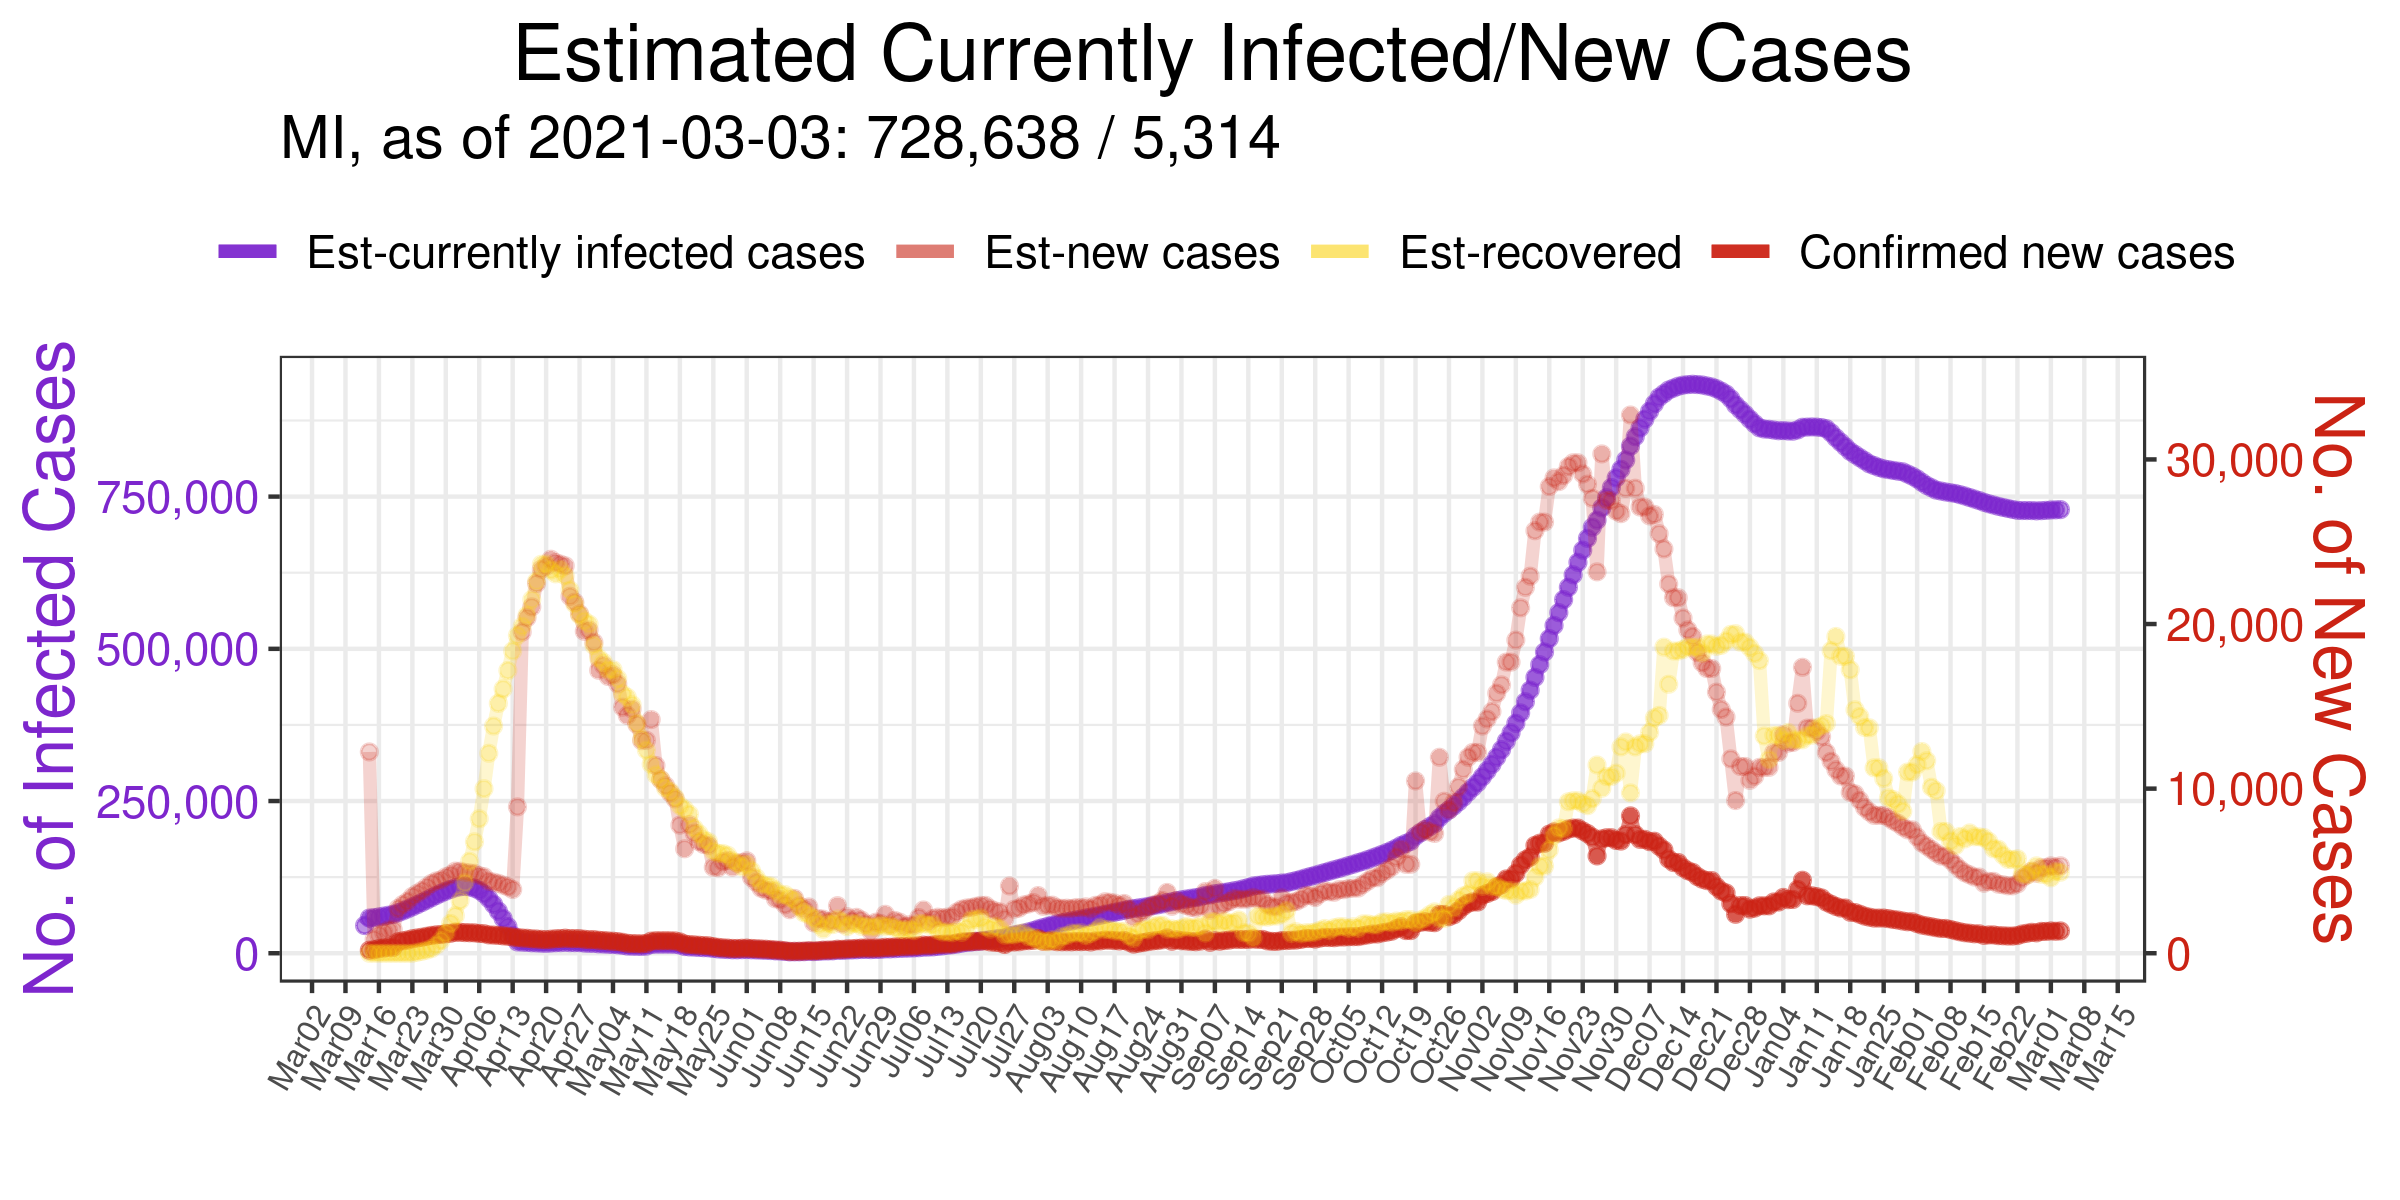 Estimated Currently Infected/New Cases
MI, as of 2021-03-03: 728,638 / 5,314
Est-currently infected cases Est-new cases Est-recovered Confirmed new cases
No. of Infected Cases
750,000
500,000
250,000
0
30,000
20,000
10,000
0
No. of New Cases
Mar02 Mar09 Mar16 Mar23 Mar30 Apr06 Apr13 Apr20 Apr27 May04 May11 May18 May25 Jun01 Jun08 Jun15 Jun22 Jun29 Jul06 Jul13 Jul20 Jul27 Aug03 Aug10 Aug17 Aug24 Aug31 Sep07 Sep14 Sep21 Sep28 Oct05 Oct12 Oct19 Oct26 Nov02 Nov09 Nov16 Nov23 Nov30 Dec07 Dec14 Dec21 Dec28 Jan04 Jan11 Jan18 Jan25 Feb01 Feb08 Feb15 Feb22 Mar01 Mar08 Mar15